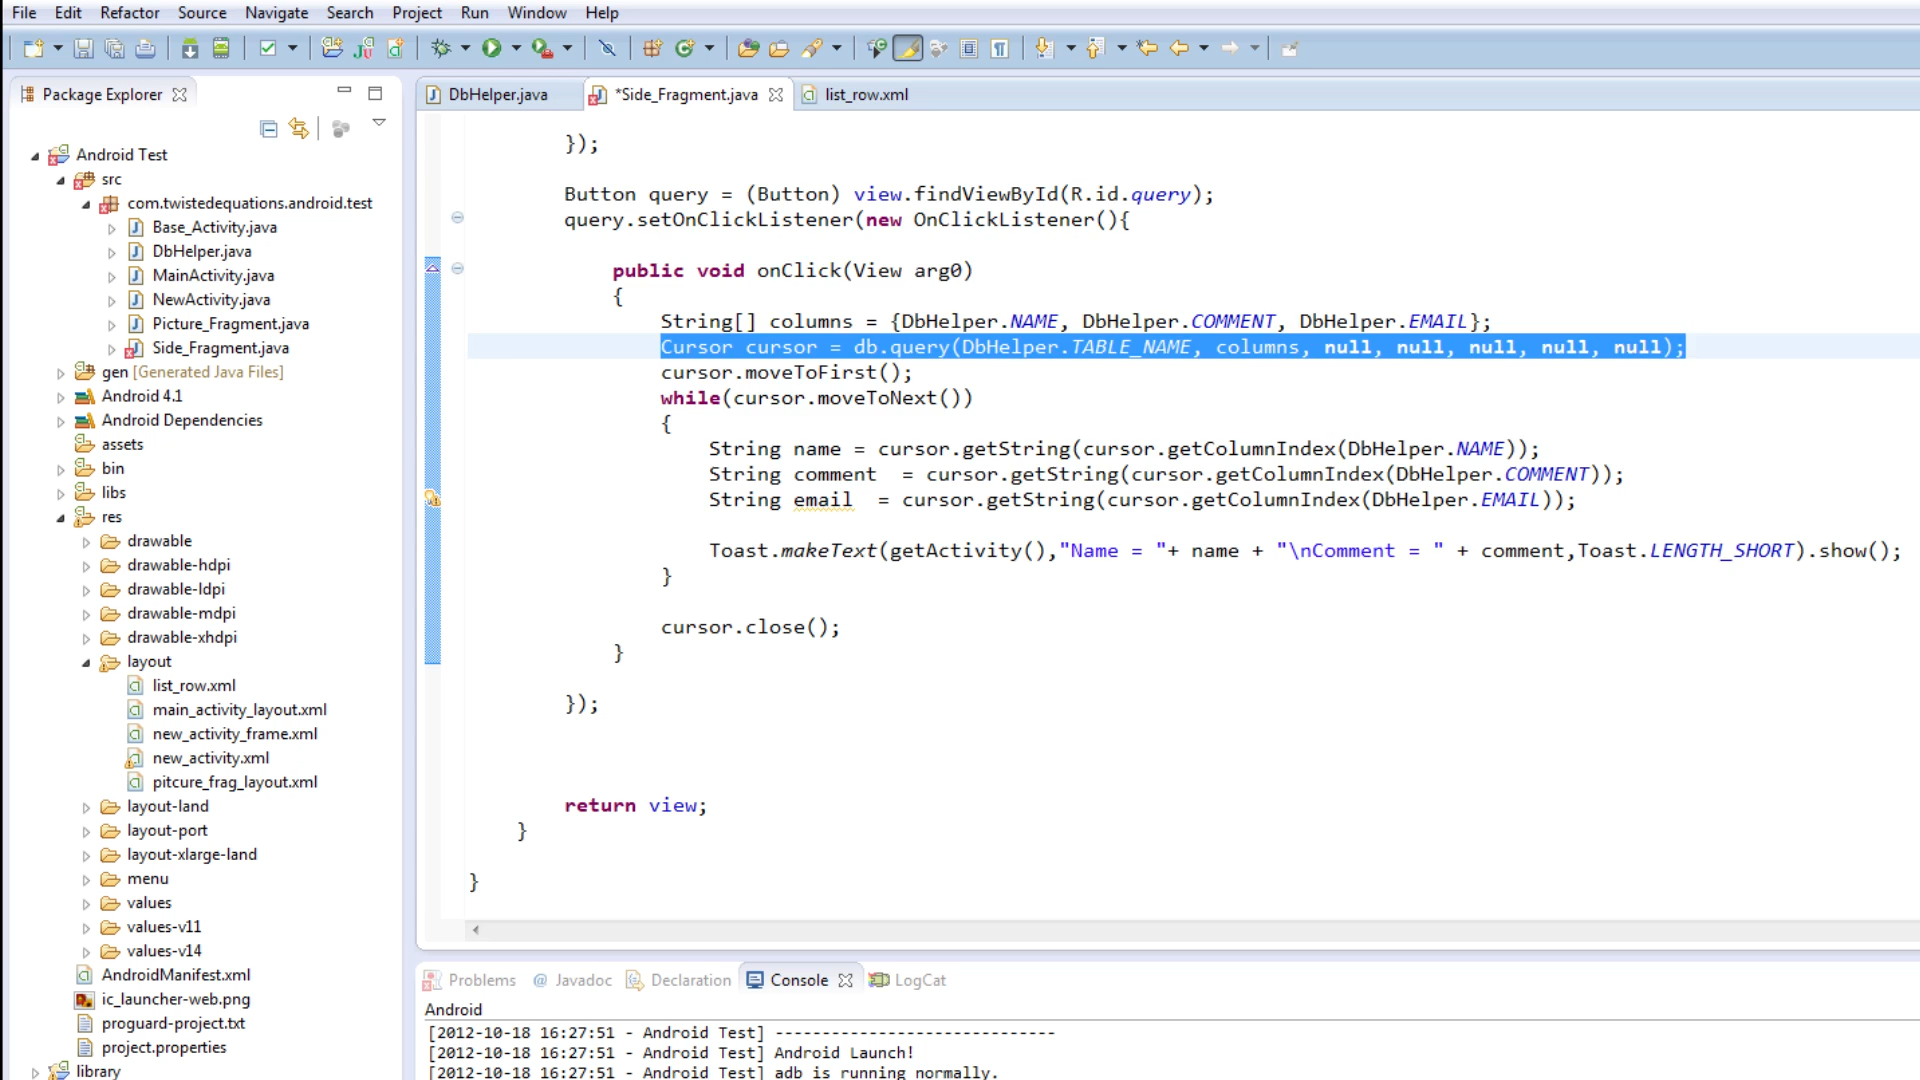 File Edit Refactor Source Navigate Search Project Run Window Help
Package Explorer
Android Test
src
com.twistedequations.android.test
Base_Activity.java
DbHelper.java
MainActivity.java
NewActivity.java
Picture_Fragment.java
Side_Fragment.java
gen [Generated Java Files]
Android 4.1
Android Dependencies
assets
bin
libs
res
drawable
drawable-hdpi
drawable-ldpi
drawable-mdpi
drawable-xhdpi
layout
list_row.xml
main_activity_layout.xml
new_activity_frame.xml
new_activity.xml
pitcure_frag_layout.xml
layout-land
layout-port
layout-xlarge-land
menu
values
values-v11
values-v14
AndroidManifest.xml
ic_launcher-web.png
proguard-project.txt
project.properties
library
DbHelper.java *Side_Fragment.java list_row.xml
});
Button query = (Button) view.findViewById(R.id.query);
query.setOnClickListener(new OnClickListener(){
public void onClick(View arg0)
{
String[] columns = {DbHelper.NAME, DbHelper.COMMENT, DbHelper.EMAIL};
Cursor cursor = db.query(DbHelper.TABLE_NAME, columns, null, null, null, null, null);
cursor.moveToFirst();
while(cursor.moveToNext())
{
String name = cursor.getString(cursor.getColumnIndex(DbHelper.NAME));
String comment  = cursor.getString(cursor.getColumnIndex(DbHelper.COMMENT));
String email  = cursor.getString(cursor.getColumnIndex(DbHelper.EMAIL));
Toast.makeText(getActivity(),"Name = "+ name + "\nComment = " + comment,Toast.LENGTH_SHORT).show();
}
cursor.close();
}
});
return view;
}
}
Problems @ Javadoc Declaration Console LogCat
Android
[2012-10-18 16:27:51 - Android Test] ------------------------------
[2012-10-18 16:27:51 - Android Test] Android Launch!
[2012-10-18 16:27:51 - Android Test] adb is running normally.